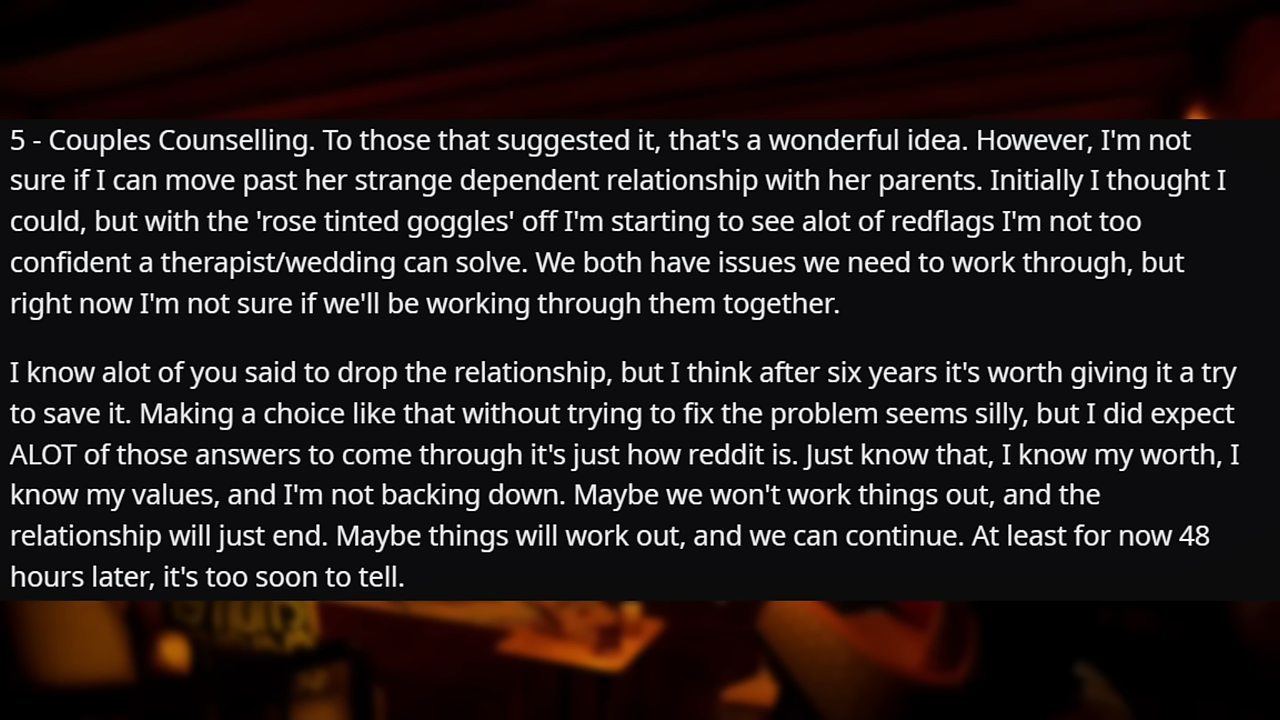 5 - Couples Counselling. To those that suggested it, that's a wonderful idea. However, I'm not
sure if I can move past her strange dependent relationship with her parents. Initially I thought I
could, but with the 'rose tinted goggles' off I'm starting to see alot of redflags I'm not too
confident a therapist/wedding can solve. We both have issues we need to work through, but
right now I'm not sure if we'll be working through them together.
I know alot of you said to drop the relationship, but I think after six years it's worth giving it a try
to save it. Making a choice like that without trying to fix the problem seems silly, but I did expect
ALOT of those answers to come through it's just how reddit is. Just know that, I know my worth, I
know my values, and I'm not backing down. Maybe we won't work things out, and the
relationship will just end. Maybe things will work out, and we can continue. At least for now 48
hours later, it's too soon to tell.